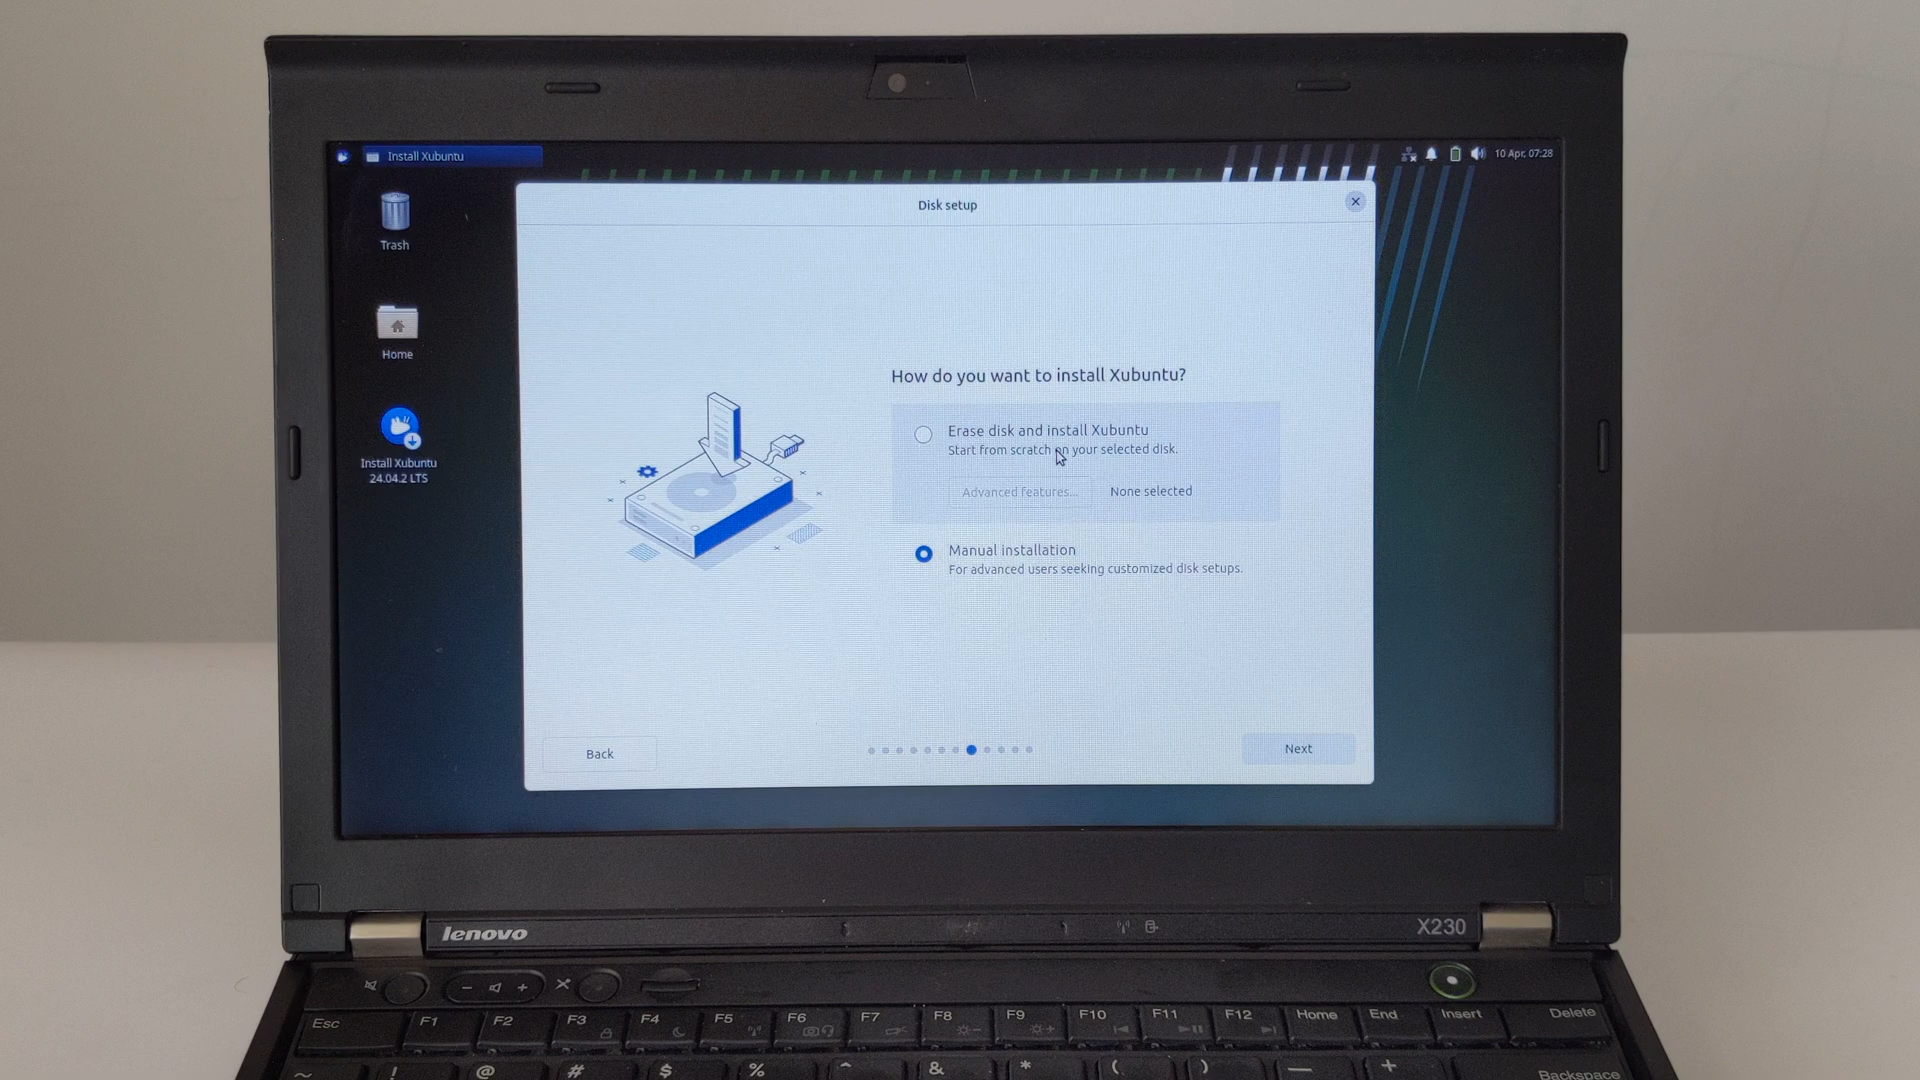 Install Xubuntu
10 Apr, 07:28
Trash
Home
Install Xubuntu
24.04.2 LTS
Disk setup
How do you want to install Xubuntu?
Erase disk and install Xubuntu
Start from scratch on your selected disk.
Advanced features...
None selected
Manual installation
For advanced users seeking customized disk setups.
Back
Next
lenovo
X230
Esc
F1
F2
F3
F4
F5
F6
F7
F8
F9
F10
F11
F12
Home
End
Insert
Delete
~
!
@
#
$
%
^
&
*
(
)
—
+
Backspace